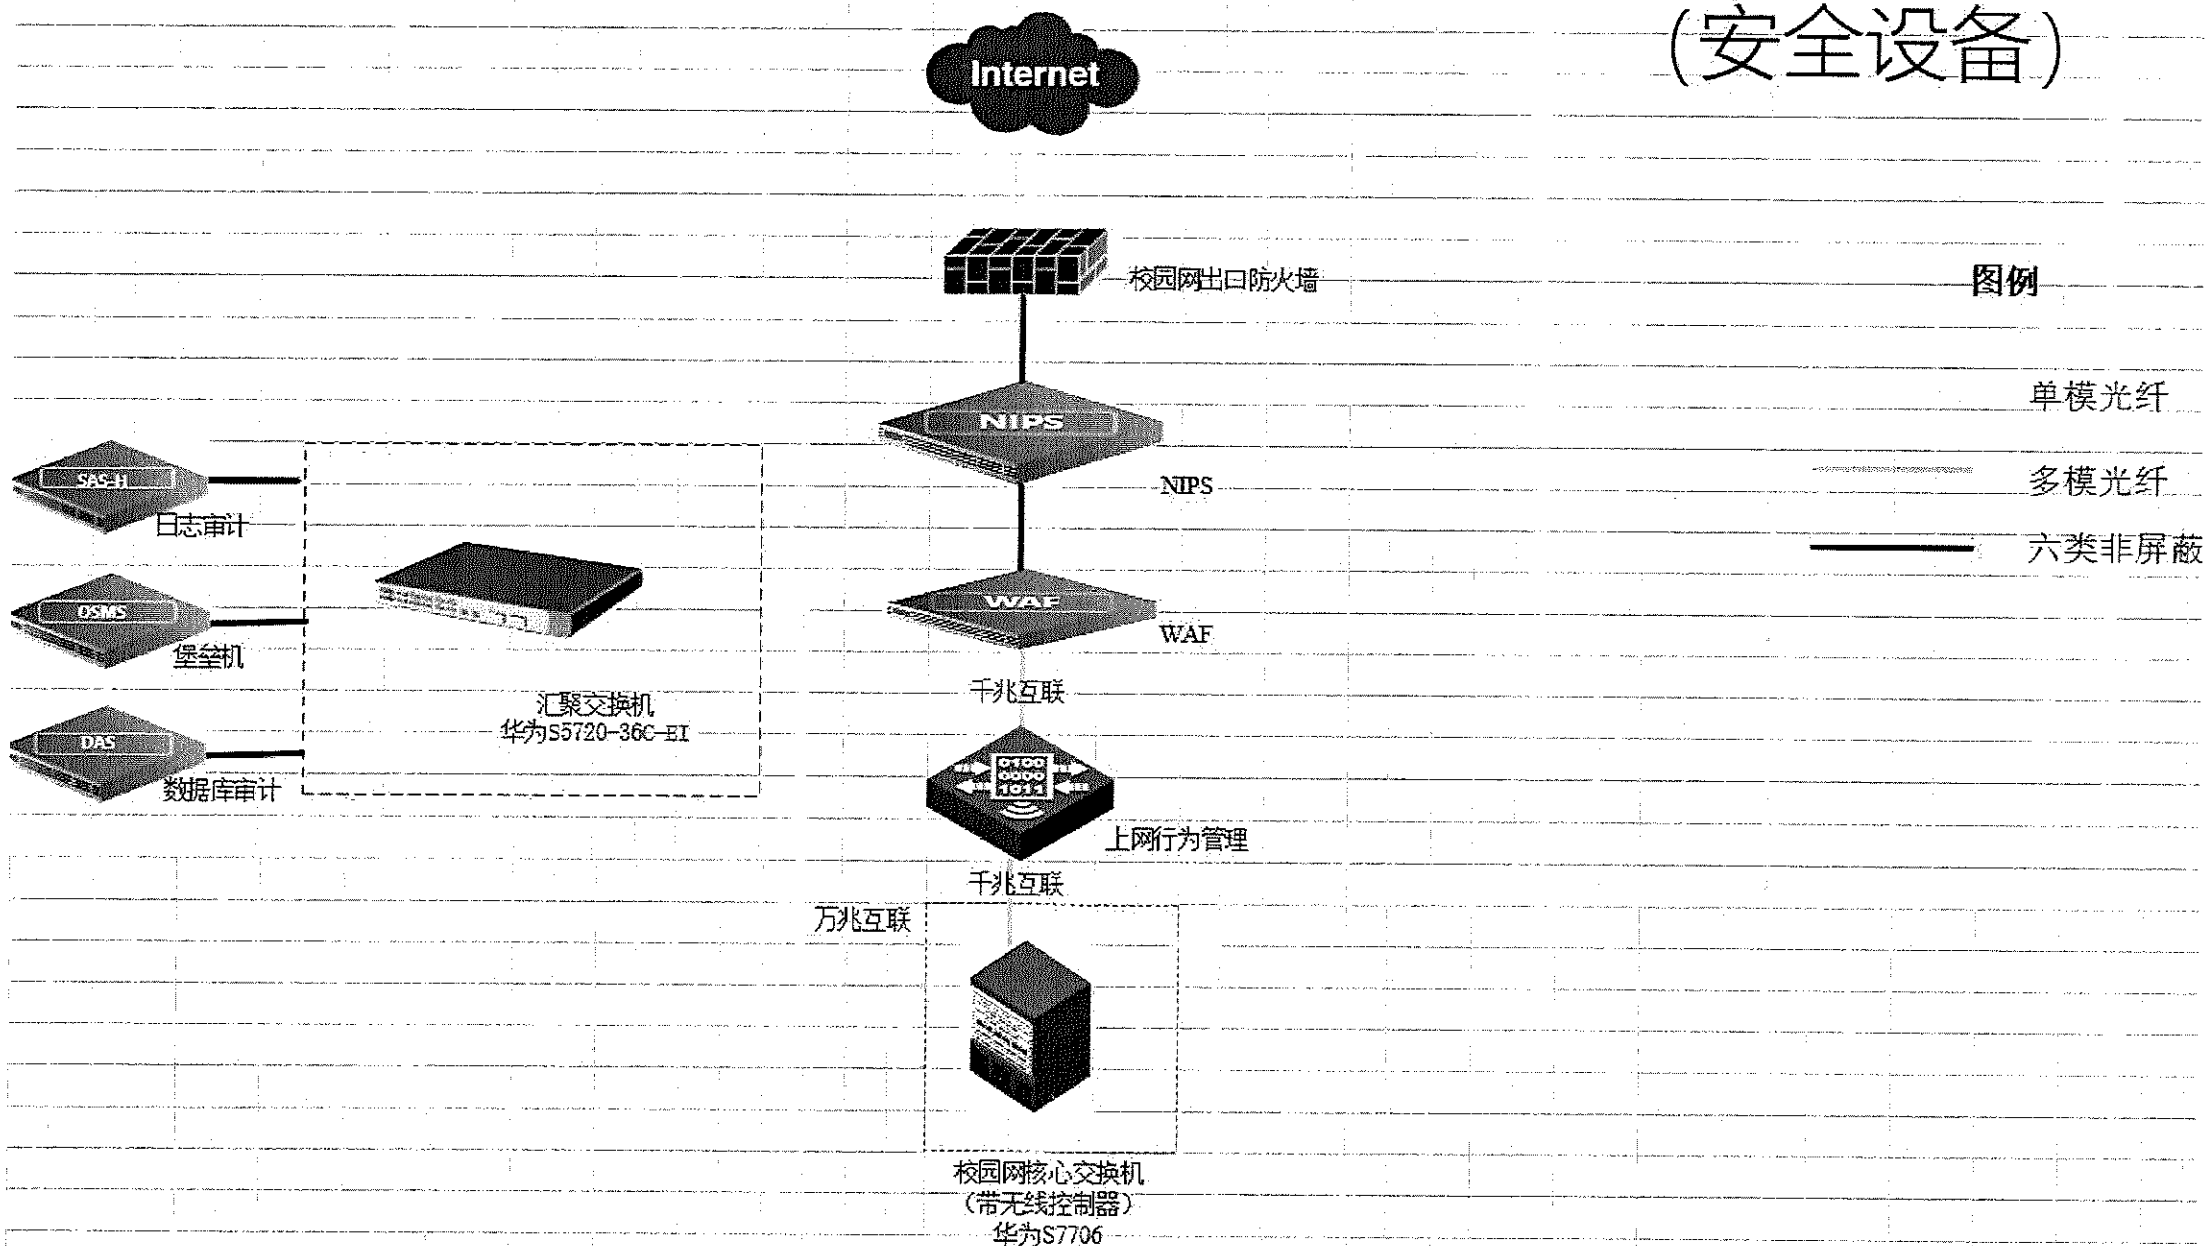 (安全设备)
Internet
校园网出口防火墙
图例
NIPS
单模光纤
SAS-H
NIPS
多模光纤
日志审计
六类非屏蔽
OSMS
WAF
WAF
堡垒机
千兆互联
汇聚交换机
华为S5720-36C-EI
DAS
数据库审计
0100
0000
1011
上网行为管理
千兆互联
万兆互联
校园网核心交换机
(带无线控制器)
华为S7706